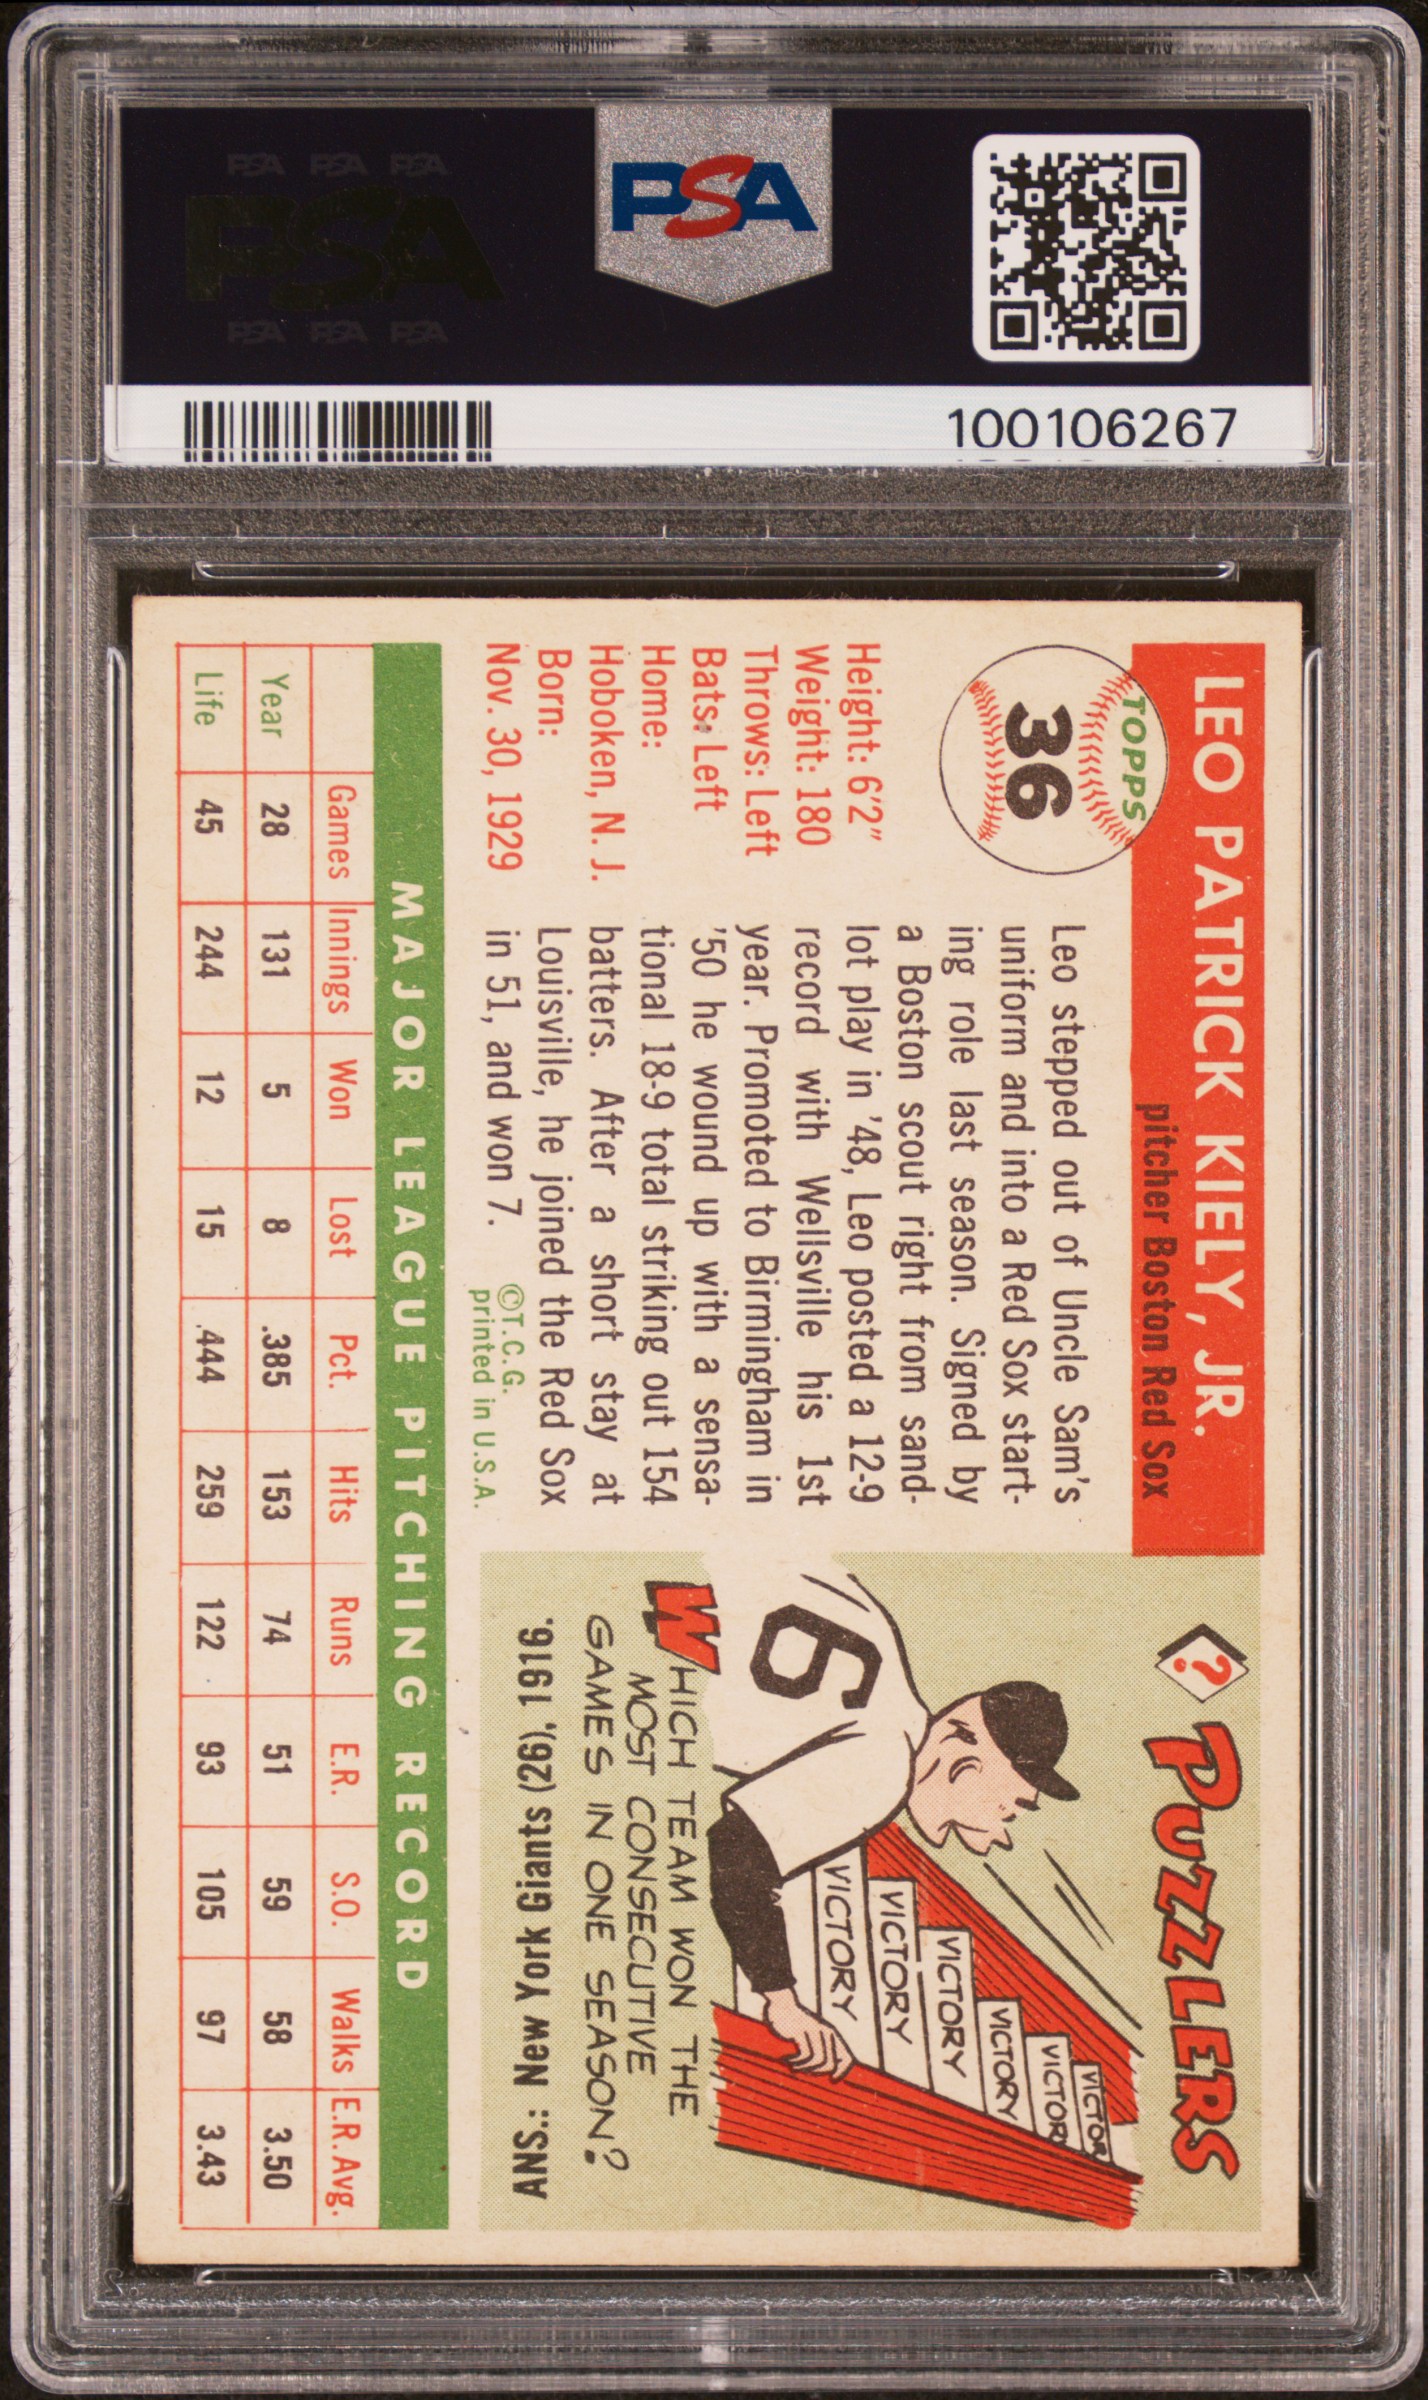 PSA PSA PSA
PSA
PSA PSA PSA
PSA
100106267
LEO PATRICK KIELY, JR.
pitcher Boston Red Sox
TOPPS
36
Height: 6'2"
Weight: 180
Throws: Left
Bats: Left
Home:
Hoboken, N. J.
Born:
Nov. 30, 1929
Leo stepped out of Uncle Sam's
uniform and into a Red Sox start-
ing role last season. Signed by
a Boston scout right from sand-
lot play in '48, Leo posted a 12-9
record with Wellsville his 1st
year. Promoted to Birmingham in
'50 he wound up with a sensa-
tional 18-9 total striking out 154
batters. After a short stay at
Louisville, he joined the Red Sox
in 51, and won 7.
©T.C.G.
printed in U.S.A.
? PUZZLERS
VICTOR
VICTORY
VICTORY
VICTORY
VICTORY
VICTORY
6
WHICH TEAM WON THE
MOST CONSECUTIVE
GAMES IN ONE SEASON?
ANS.: New York Giants (26), 1916.
MAJOR LEAGUE PITCHING RECORD
Games Innings Won Lost Pct. Hits Runs E.R. S.O. Walks E.R. Avg.
Year 28 131 5 8 .385 153 74 51 59 58 3.50
Life 45 244 12 15 .444 259 122 93 105 97 3.43